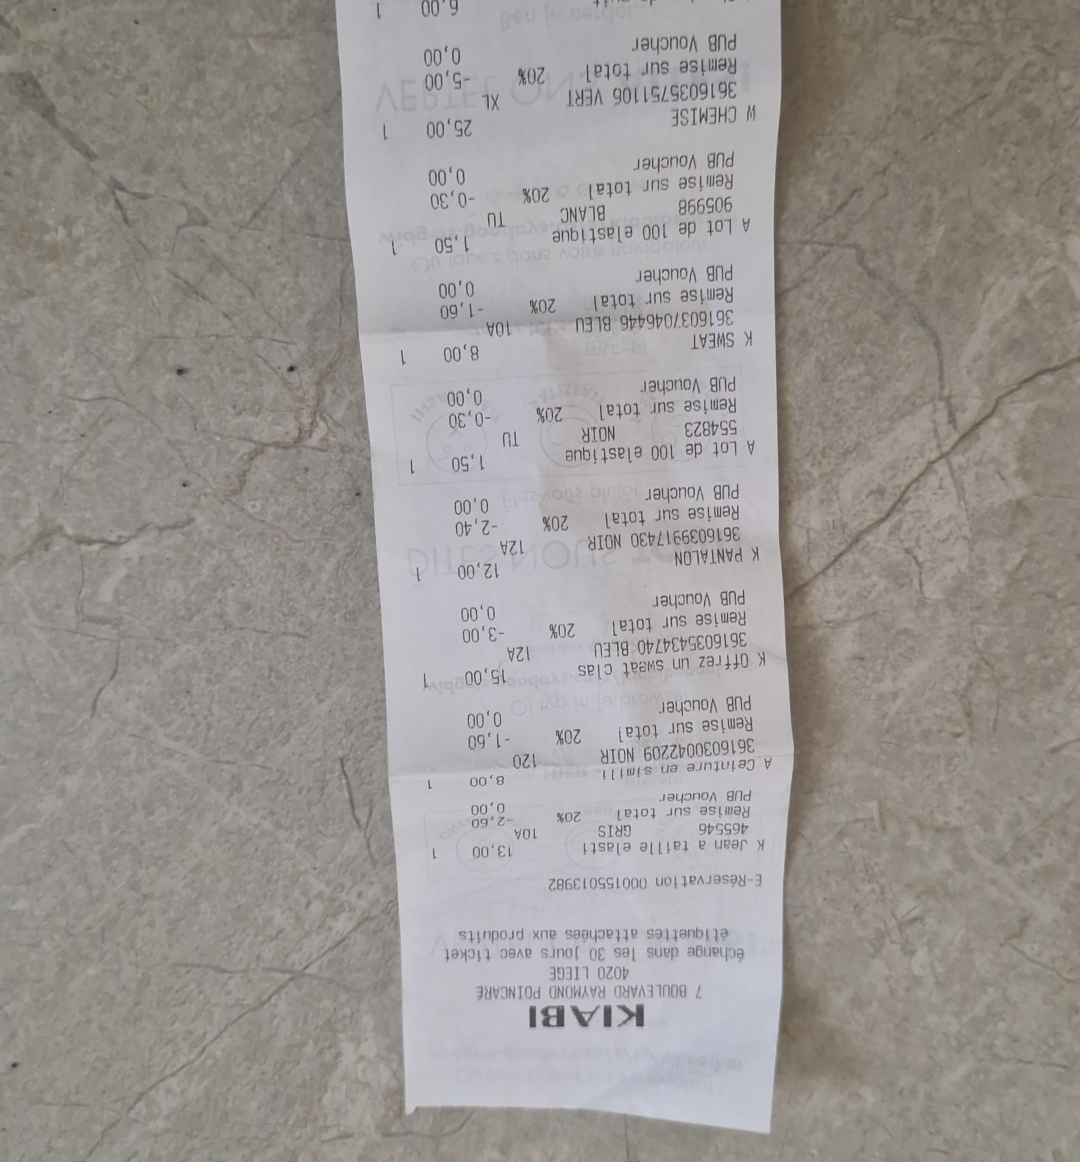 KIABI
7 BOULEVARD RAYMOND POINCARÉ
4020 LIEGE
échange dans les 30 jours avec ticket
étiquettes attachées aux produits
E-Réservation 000155013982
K Jean a taille elasti 13,00 1
465546 GRIS 10A
Remise sur total 20% -2,60
PUB Voucher 0,00
A Ceinture en simili 8,00 1
3616030042209 NOIR 120
Remise sur total 20% -1,60
PUB Voucher 0,00
K Offrez un sweat clas 15,00 1
3616035434740 BLEU 12A
Remise sur total 20% -3,00
PUB Voucher 0,00
K PANTALON 12,00 1
3616039917430 NOIR 12A
Remise sur total 20% -2,40
PUB Voucher 0,00
A Lot de 100 elastique 1,50 1
554823 NOIR TU
Remise sur total 20% -0,30
PUB Voucher 0,00
K SWEAT 8,00 1
3616037046446 BLEU 10A
Remise sur total 20% -1,60
PUB Voucher 0,00
A Lot de 100 elastique 1,50 1
905998 BLANC TU
Remise sur total 20% -0,30
PUB Voucher 0,00
W CHEMISE 25,00 1
3616035751106 VERT XL
Remise sur total 20% -5,00
PUB Voucher 0,00
6,00 1